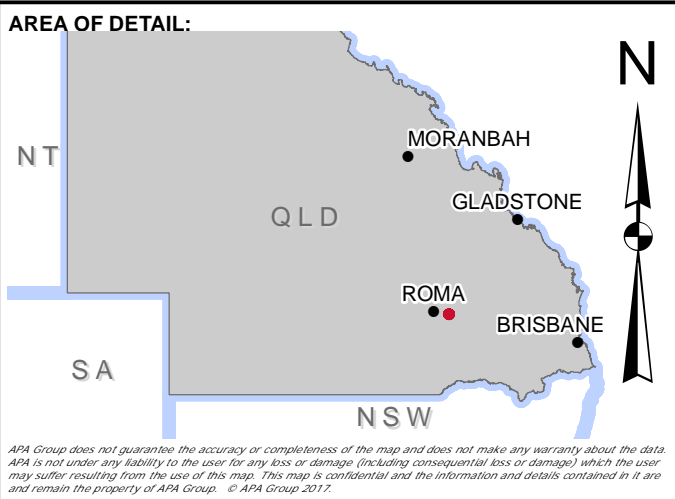 AREA OF DETAIL:
N
MORANBAH
NT
GLADSTONE
QLD
ROMA
BRISBANE
SA
NSW
APA Group does not guarantee the accuracy or completeness of the map and does not make any warranty about the data.
APA is not under any liability to the user for any loss or damage (including consequential loss or damage) which the user
may suffer resulting from the use of this map. This map is confidential and the information and details contained in it are
and remain the property of APA Group. © APA Group 2017.